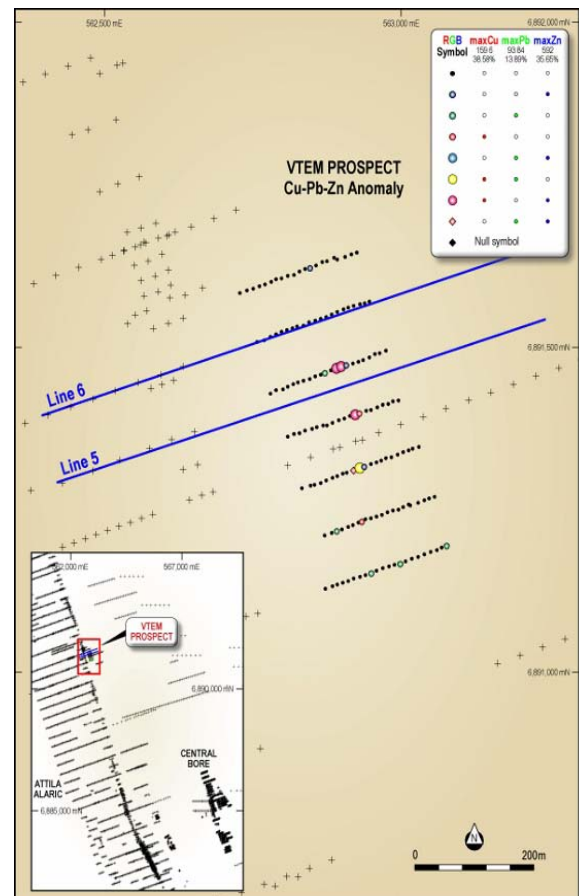 562,500 mE
563,000 mE
6,892,000 mN
RGB maxCu maxPb maxZn
Symbol 159·6 93·84 592
38.58% 13.89% 35.65%
Null symbol
VTEM PROSPECT
Cu-Pb-Zn Anomaly
6,891,500 mN
Line 6
Line 5
562,000 mE
567,000 mE
VTEM
PROSPECT
6,890,000 mN
CENTRAL
BORE
ATTILA
ALARIC
6,885,000 mN
6,891,000 mN
N
0
200m